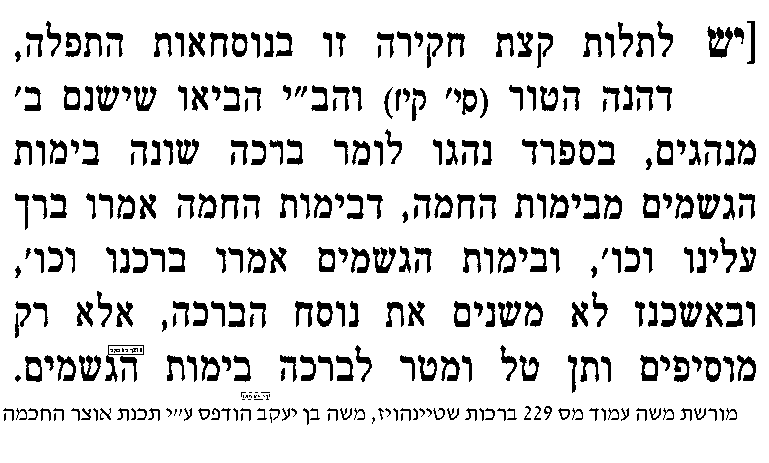 [יש לתלות קצת חקירה זו בנוסחאות התפלה,
דהנה הטור (סי׳ קיז) והב״י הביאו שישנם ב׳
מנהגים, בספרד נהגו לומר ברכה שונה בימות
הגשמים מבימות החמה, דבימות החמה אמרו ברך
עלינו וכו׳, ובימות הגשמים אמרו ברכנו וכו׳,
ובאשכנז לא משנים את נוסח הברכה, אלא רק
מוסיפים ותן טל ומטר לברכה בימות הגשמים.
מורשת משה עמוד מס 229 ברכות שטיינהויז, משה בן יעקב הודפס ע״י תכנת אוצר החכמה